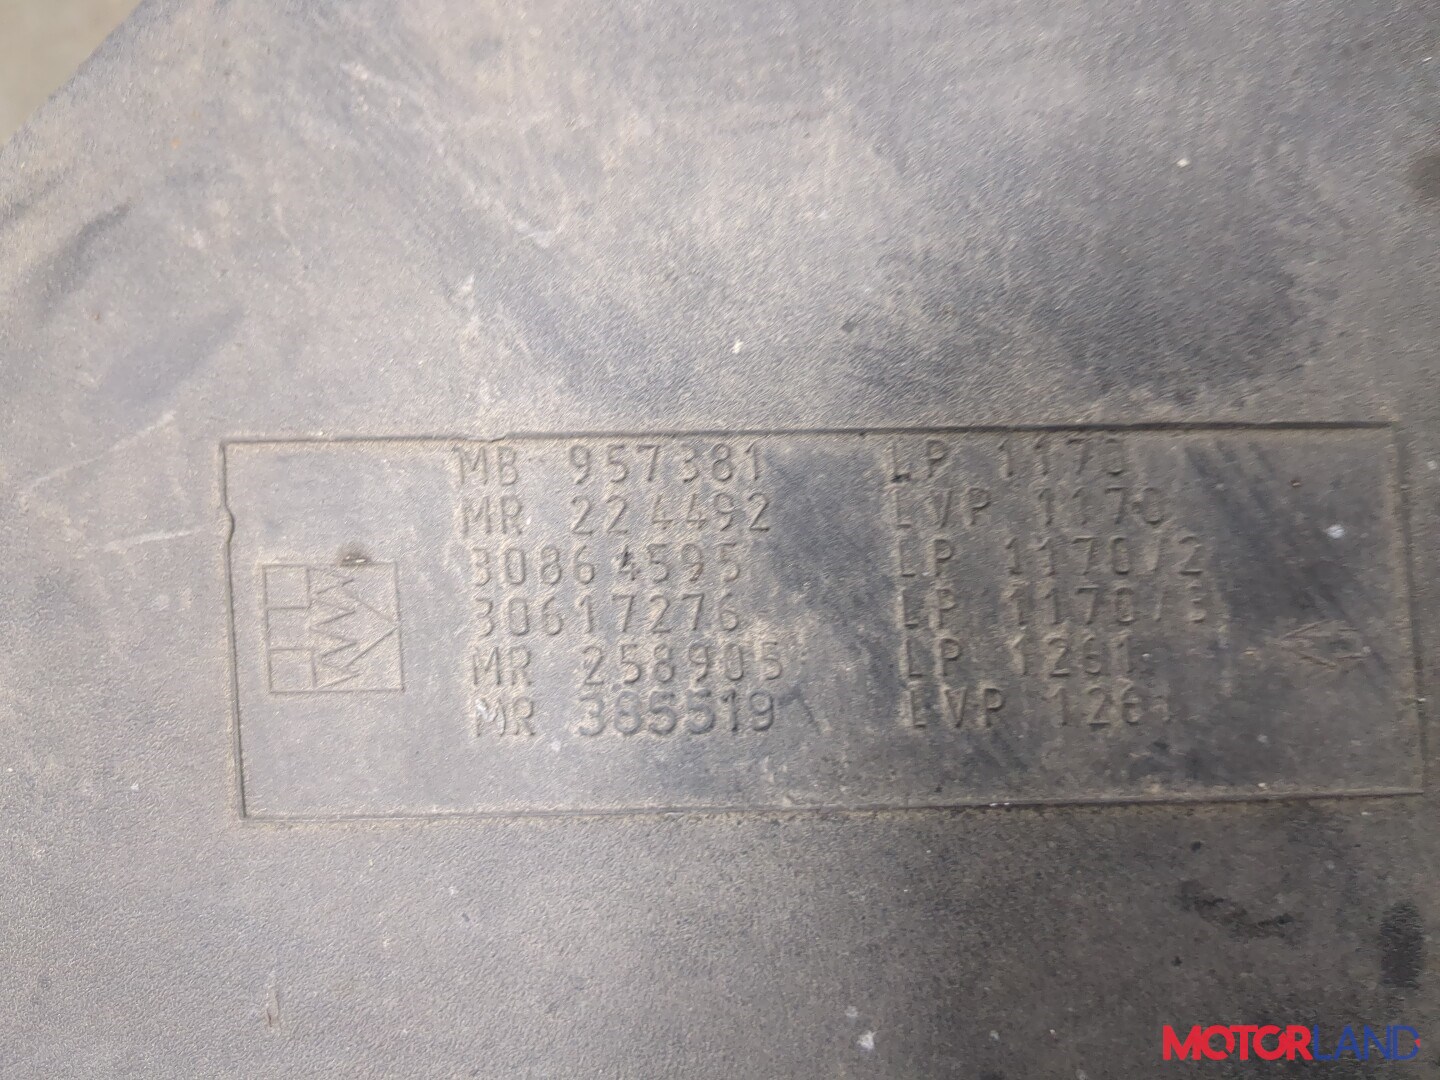 MB 957381 LP 1170
MR 224492 LVP 1170
30864595 LP 1170/2
30617276 LP 1170/3
MR 258905 LP 1261
MR 385519 LVP 1261
MOTORLAND